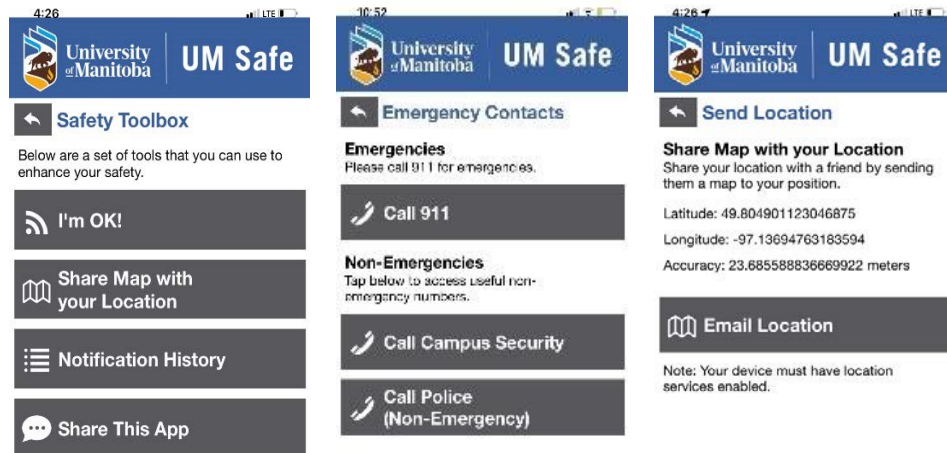 4:26
LTE
University
of Manitoba
UM Safe
Safety Toolbox
Below are a set of tools that you can use to
enhance your safety.
I'm OK!
Share Map with
your Location
Notification History
Share This App
10:52
University
of Manitoba
UM Safe
Emergency Contacts
Emergencies
Please call 911 for emergencies.
Call 911
Non-Emergencies
Tap below to access useful non-
emergency numbers.
Call Campus Security
Call Police
(Non-Emergency)
4:26
LTE
University
of Manitoba
UM Safe
Send Location
Share Map with your Location
Share your location with a friend by sending
them a map to your position.
Latitude: 49.804901123046875
Longitude: -97.13694763183594
Accuracy: 23.685588836669922 meters
Email Location
Note: Your device must have location
services enabled.